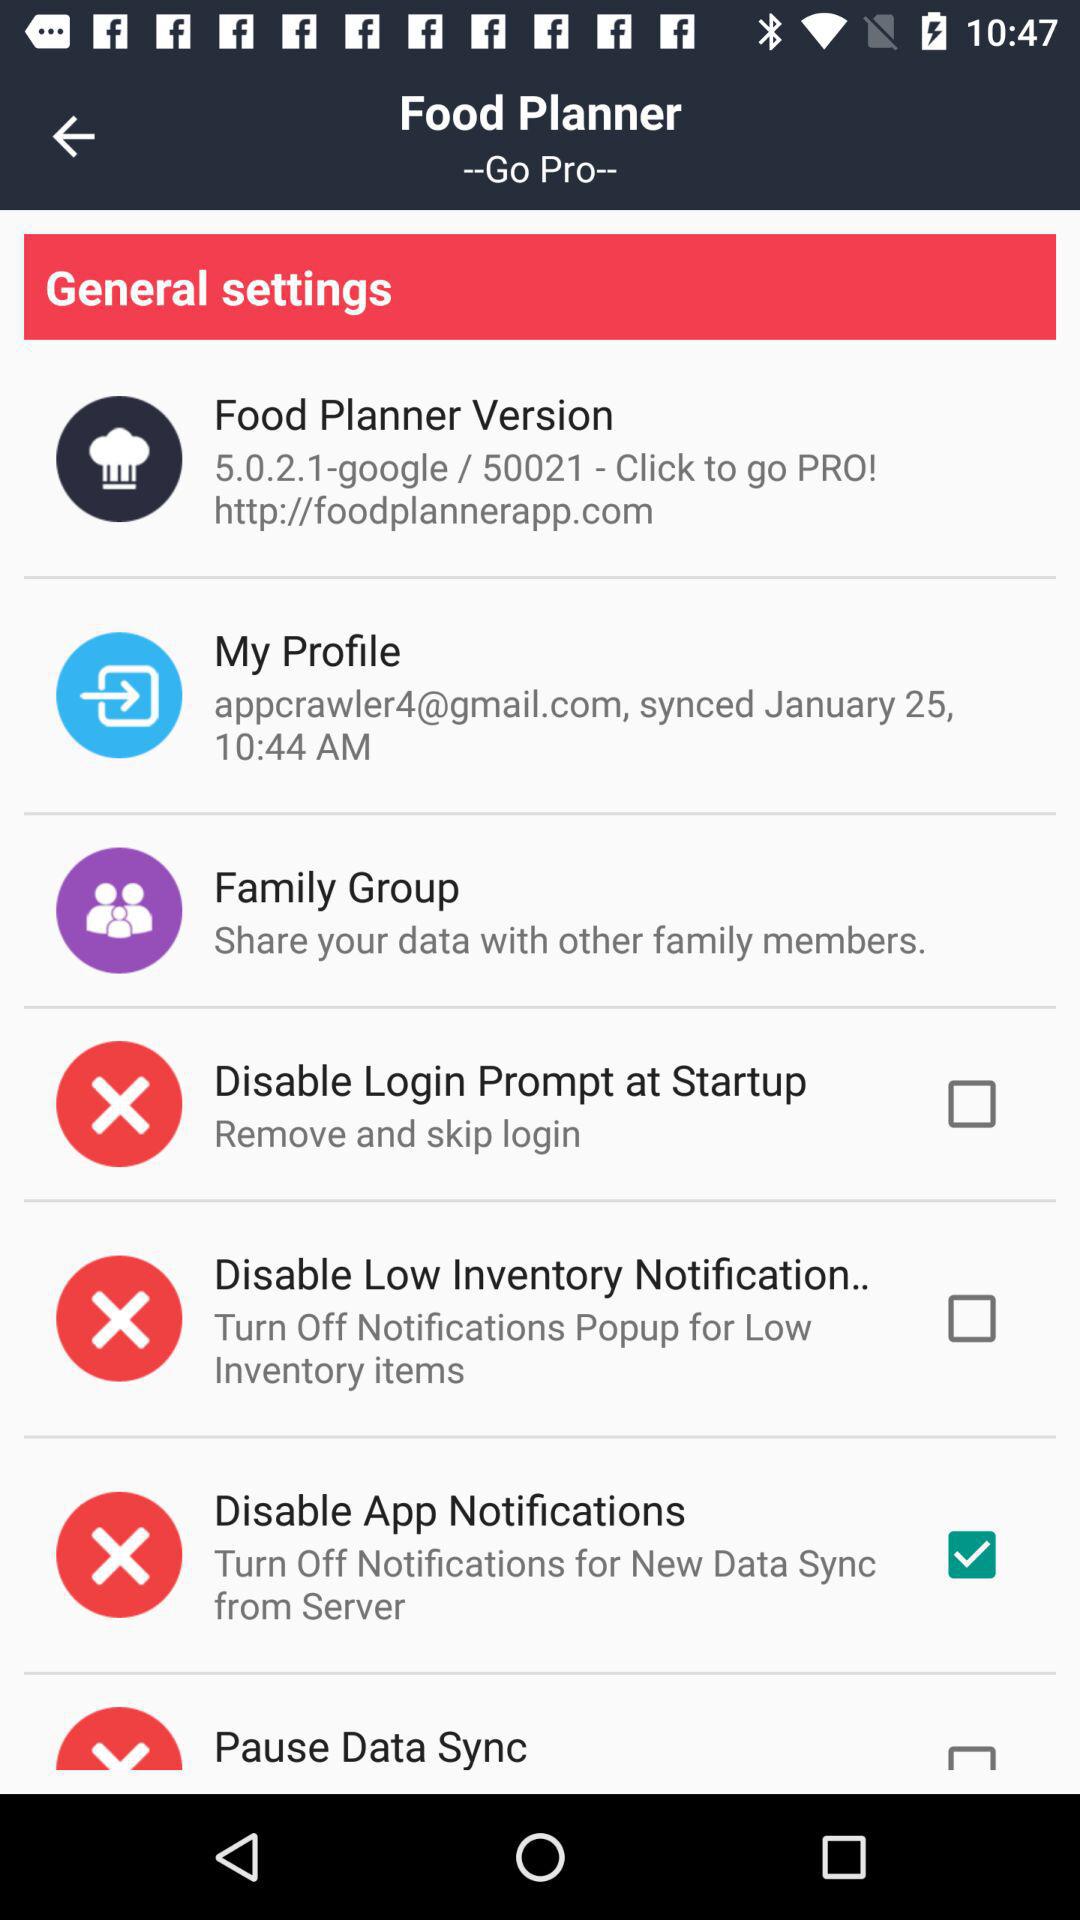 10:47
Food Planner
--Go Pro--
General settings
Food Planner Version
5.0.2.1-google / 50021 - Click to go PRO!
http://foodplannerapp.com
My Profile
appcrawler4@gmail.com, synced January 25,
10:44 AM
Family Group
Share your data with other family members.
Disable Login Prompt at Startup
Remove and skip login
Disable Low Inventory Notification..
Turn Off Notifications Popup for Low
Inventory items
Disable App Notifications
Turn Off Notifications for New Data Sync
from Server
Pause Data Sync